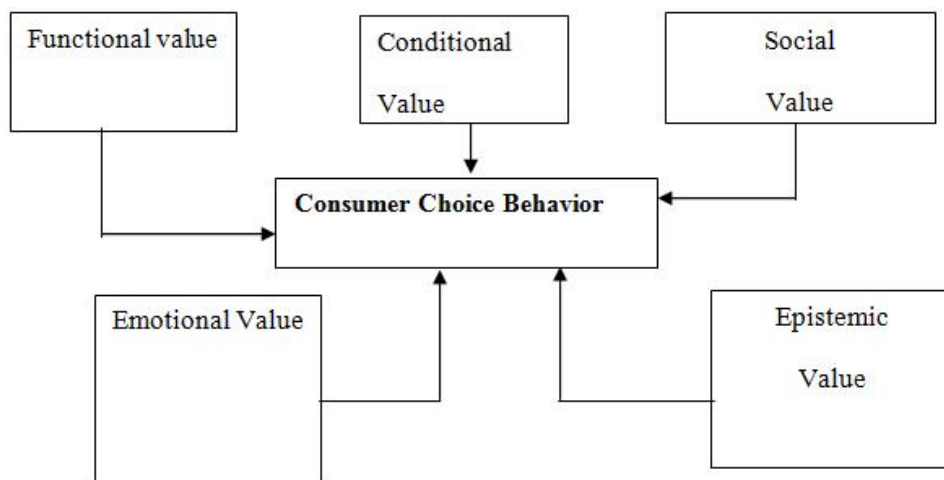 Functional value
Conditional
Value
Social
Value
Consumer Choice Behavior
Emotional Value
Epistemic
Value